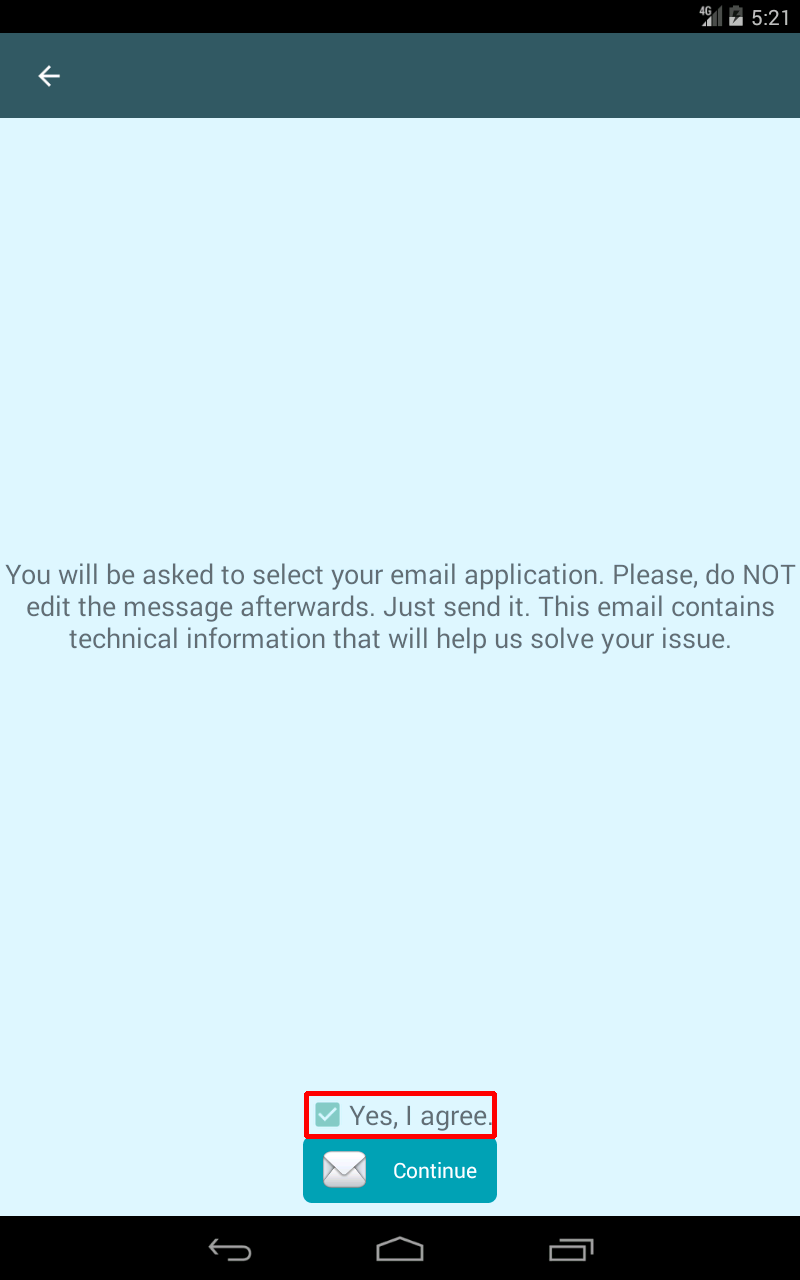 4G 5:21
You will be asked to select your email application. Please, do NOT
edit the message afterwards. Just send it. This email contains
technical information that will help us solve your issue.
Yes, I agree.
Continue